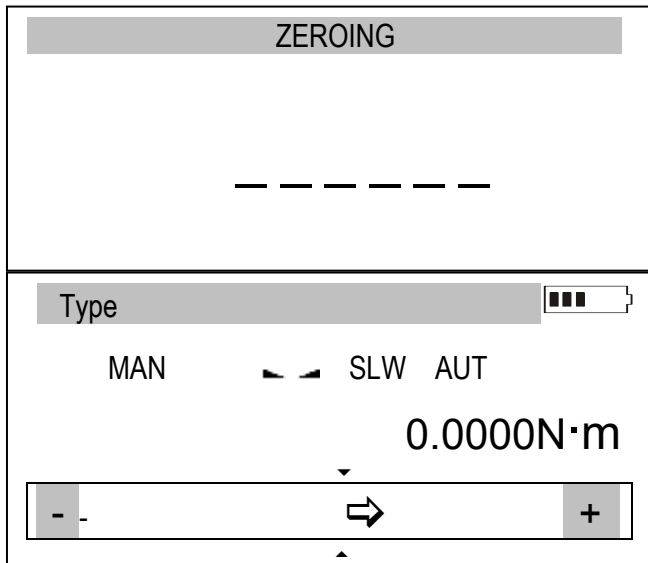 ZEROING
_ _ _ _ _ _
Type
MAN SLW AUT
0.0000N·m
- - ⇨ +